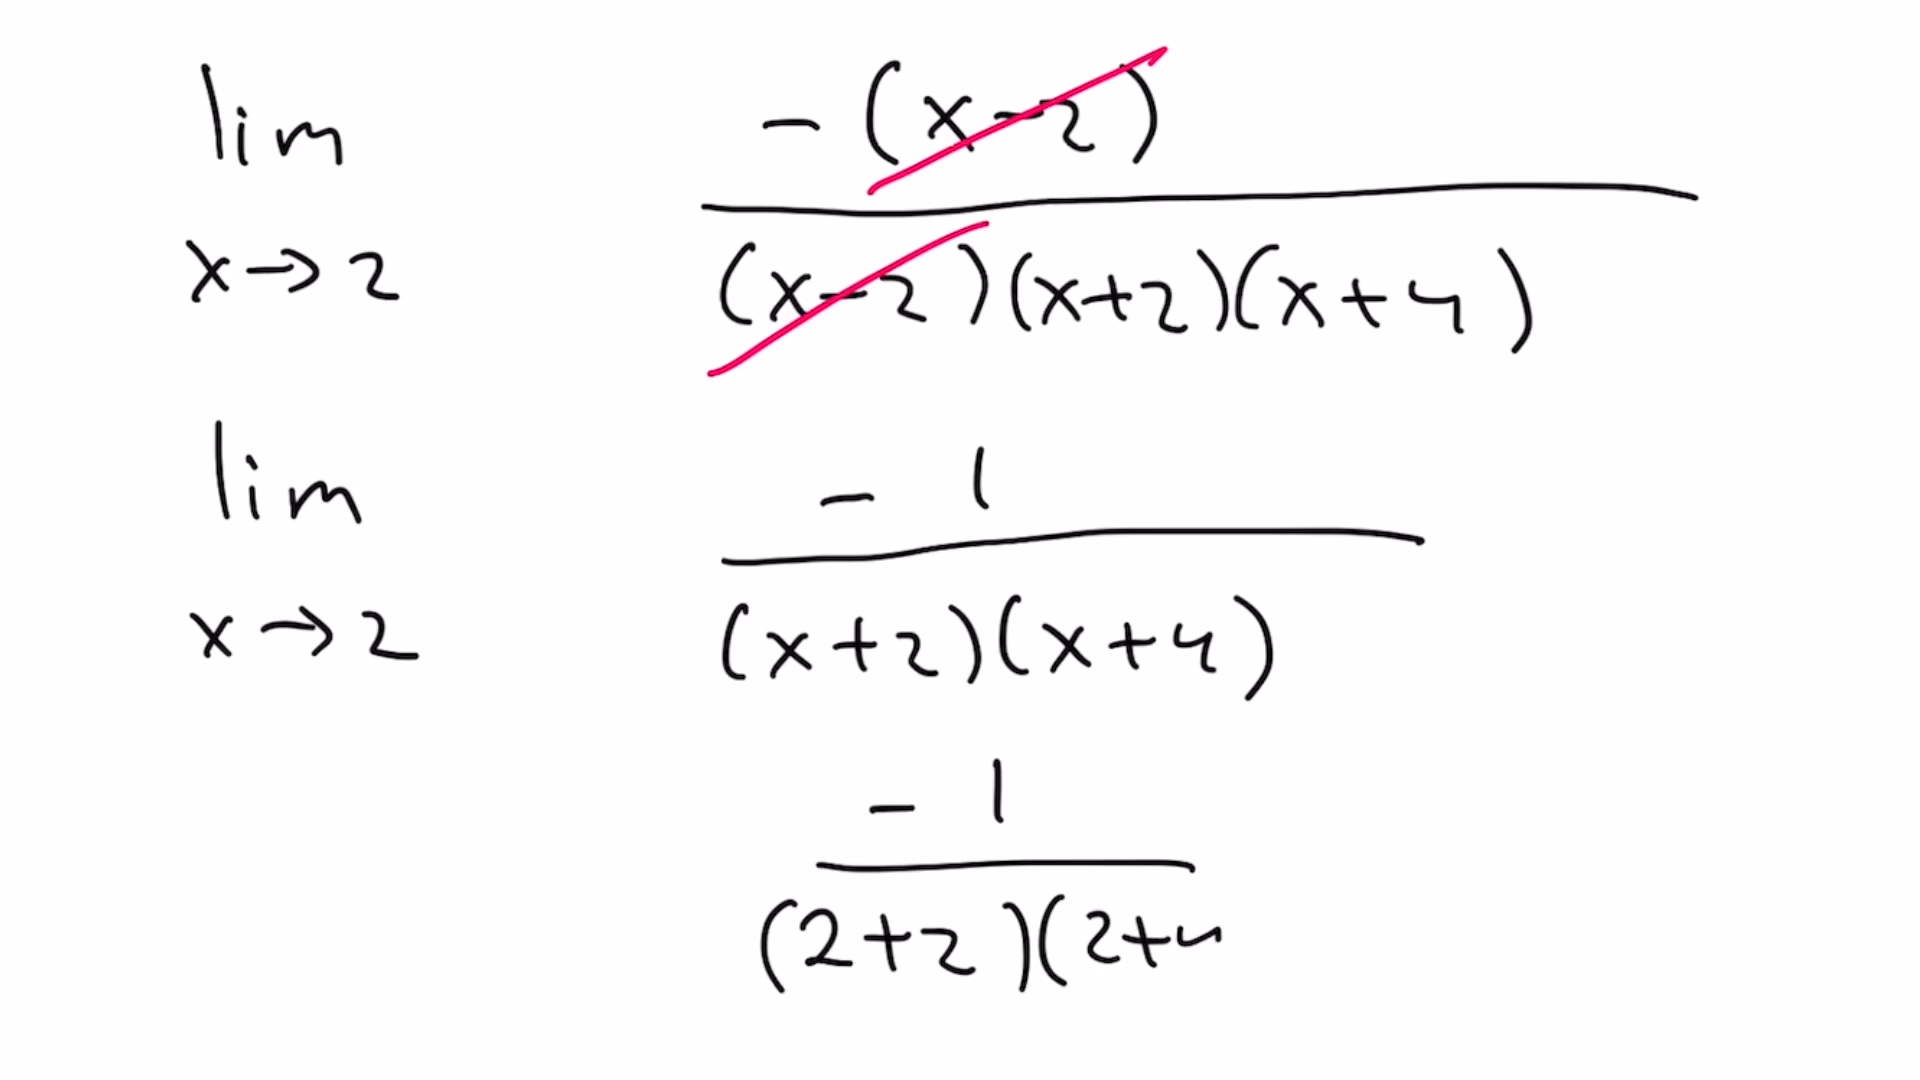 lim x→2 -(x-2)
(x-2)(x+2)(x+4)
lim x→2 -1
(x+2)(x+4)
-1
(2+2)(2+4